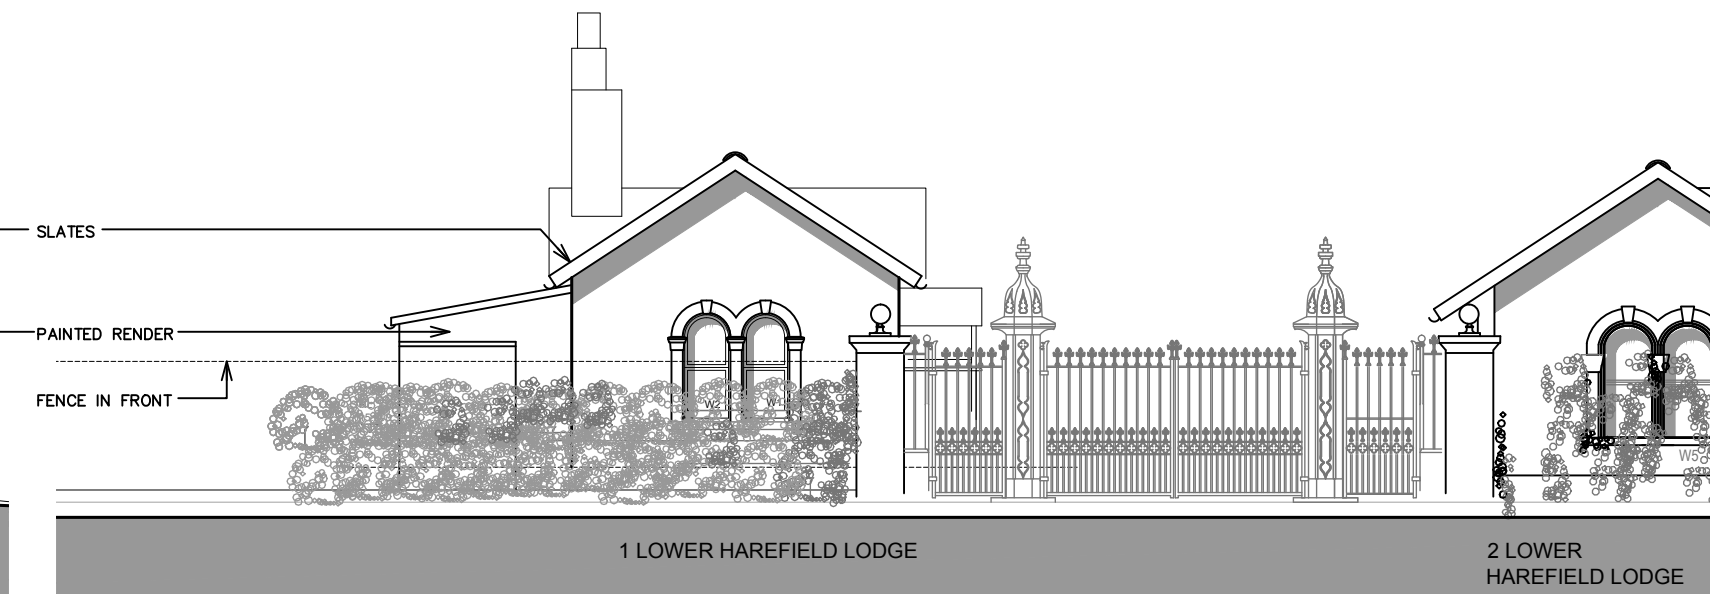 SLATES
PAINTED RENDER
FENCE IN FRONT
W2
W1
W5
1 LOWER HAREFIELD LODGE
2 LOWER
HAREFIELD LODGE